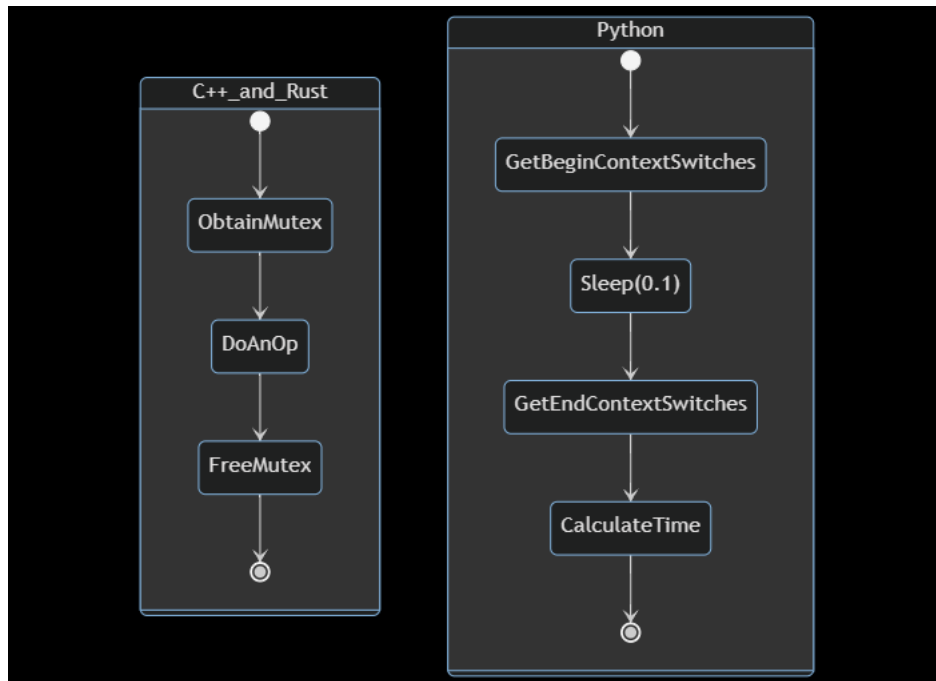 C++_and_Rust
ObtainMutex
DoAnOp
FreeMutex
Python
GetBeginContextSwitches
Sleep(0.1)
GetEndContextSwitches
CalculateTime